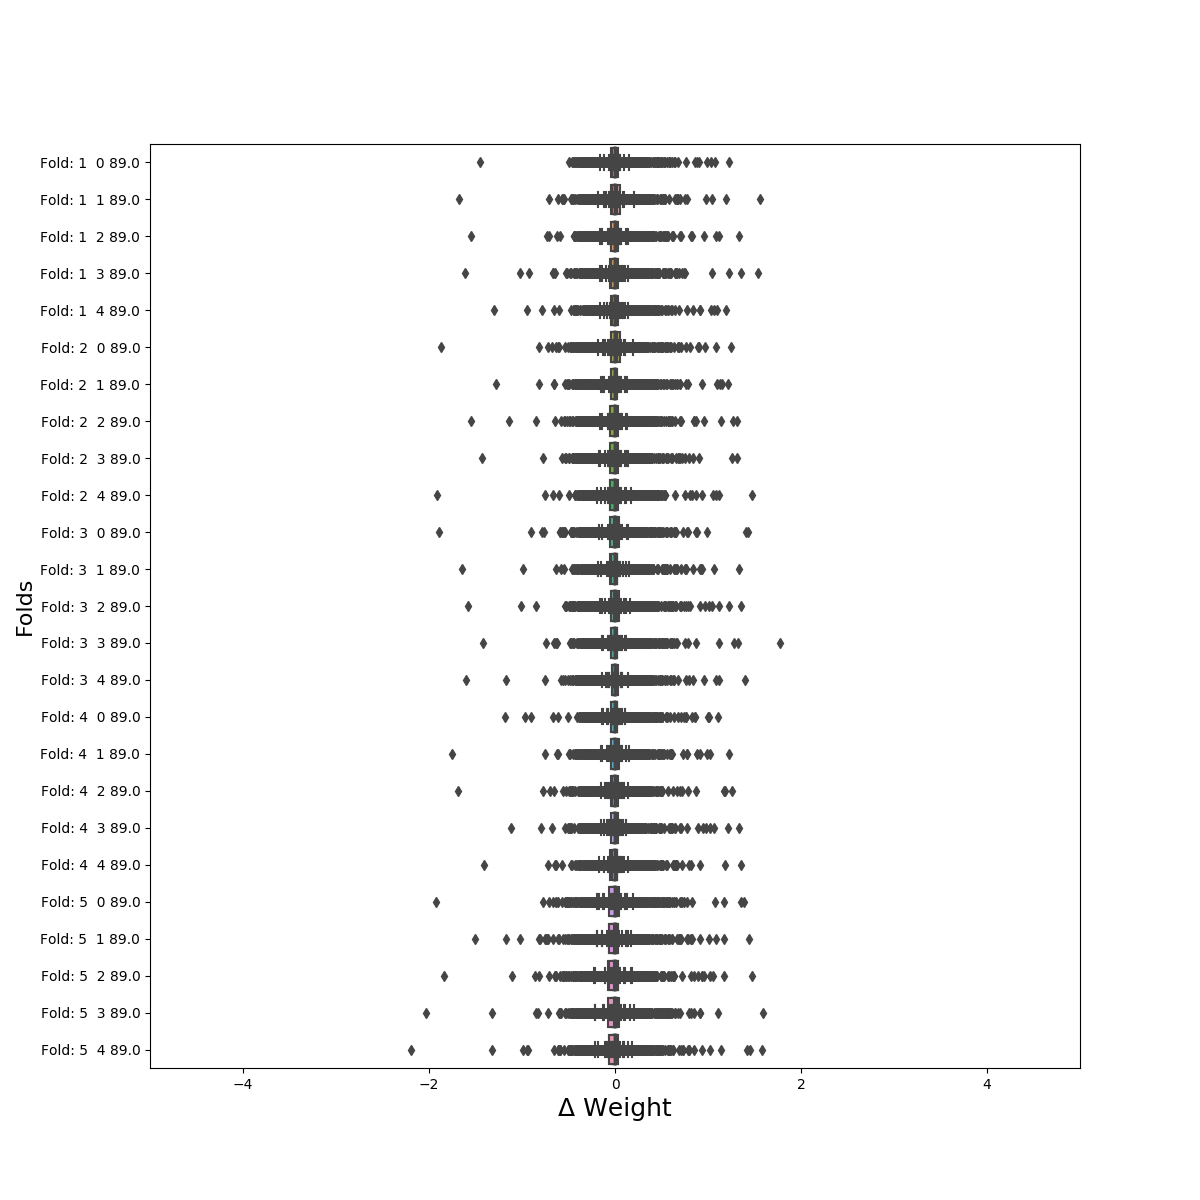 Fold: 1 0 89.0
Fold: 1 1 89.0
Fold: 1 2 89.0
Fold: 1 3 89.0
Fold: 1 4 89.0
Fold: 2 0 89.0
Fold: 2 1 89.0
Fold: 2 2 89.0
Fold: 2 3 89.0
Fold: 2 4 89.0
Fold: 3 0 89.0
Fold: 3 1 89.0
Fold: 3 2 89.0
Fold: 3 3 89.0
Fold: 3 4 89.0
Fold: 4 0 89.0
Fold: 4 1 89.0
Fold: 4 2 89.0
Fold: 4 3 89.0
Fold: 4 4 89.0
Fold: 5 0 89.0
Fold: 5 1 89.0
Fold: 5 2 89.0
Fold: 5 3 89.0
Fold: 5 4 89.0
Folds
−4 −2 0 2 4
Δ Weight